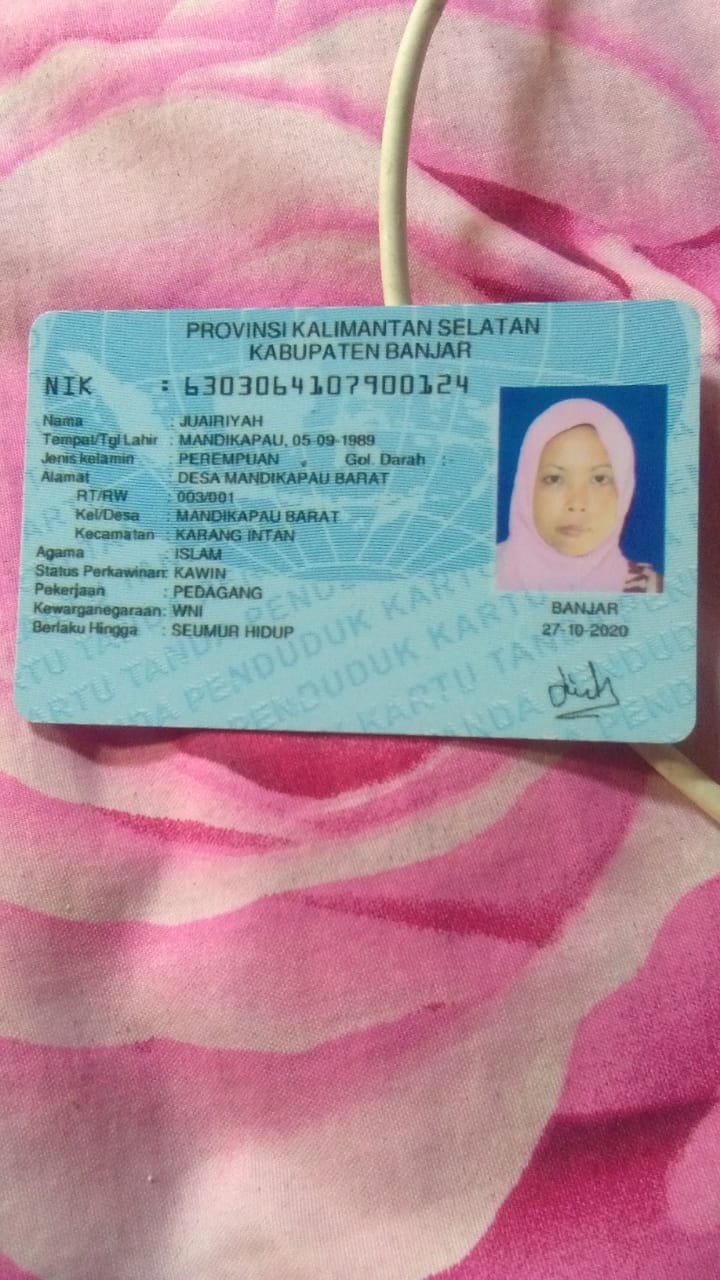 PROVINSI KALIMANTAN SELATAN
KABUPATEN BANJAR
NIK : 6303064107900124
Nama : JUAIRIYAH
Tempat/Tgl Lahir : MANDIKAPAU, 05-09-1989
Jenis kelamin : PEREMPUAN Gol. Darah :
Alamat : DESA MANDIKAPAU BARAT
RT/RW : 003/001
Kel/Desa : MANDIKAPAU BARAT
Kecamatan : KARANG INTAN
Agama : ISLAM
Status Perkawinan: KAWIN
Pekerjaan : PEDAGANG
Kewarganegaraan: WNI
Berlaku Hingga : SEUMUR HIDUP
BANJAR
27-10-2020
KARTU TANDA PENDUDUK KARTU TANDA PENDUDUK